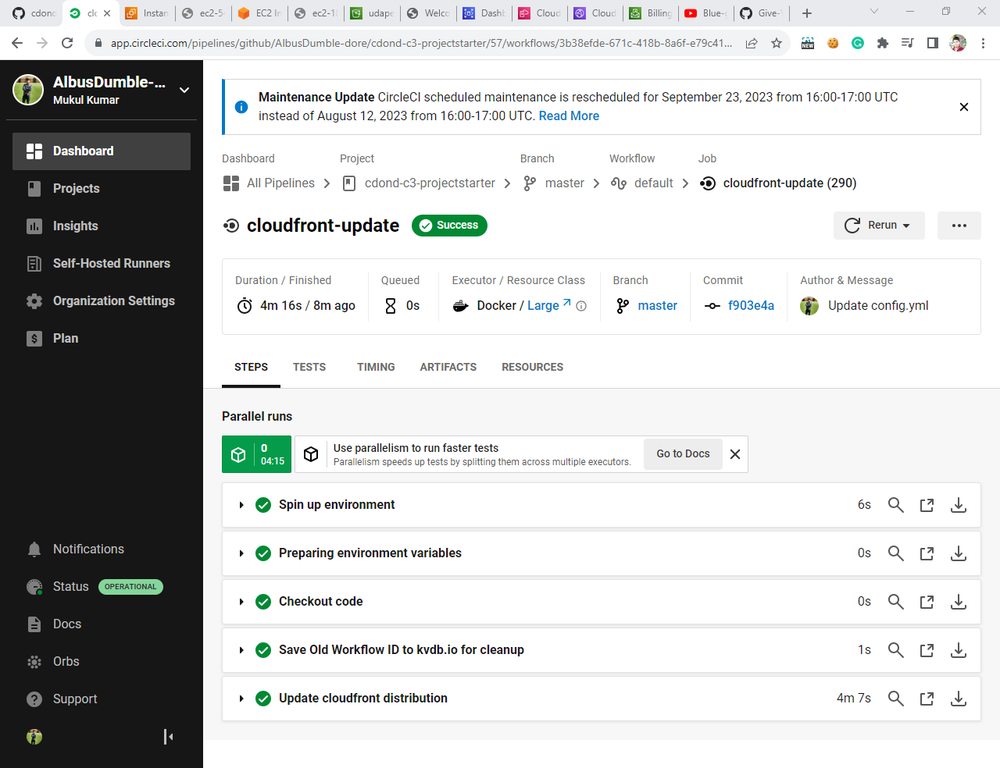 cdond
clc
Instan
ec2-54
EC2 In
ec2-18
udape
Welco
Dashb
Cloud
Cloud
Billing
Blue-g
Give-Y
app.circleci.com/pipelines/github/AlbusDumble-dore/cdond-c3-projectstarter/57/workflows/3b38efde-671c-418b-8a6f-e79c41...
NEW
AlbusDumble-...
Mukul Kumar
Dashboard
Projects
Insights
Self-Hosted Runners
Organization Settings
Plan
Notifications
Status OPERATIONAL
Docs
Orbs
Support
Maintenance Update CircleCI scheduled maintenance is rescheduled for September 23, 2023 from 16:00-17:00 UTC
instead of August 12, 2023 from 16:00-17:00 UTC. Read More
Dashboard Project Branch Workflow Job
All Pipelines cdond-c3-projectstarter master default cloudfront-update (290)
cloudfront-update Success Rerun
Duration / Finished Queued Executor / Resource Class Branch Commit Author & Message
4m 16s / 8m ago 0s Docker / Large master f903e4a Update config.yml
STEPS TESTS TIMING ARTIFACTS RESOURCES
Parallel runs
0
04:15
Use parallelism to run faster tests
Parallelism speeds up tests by splitting them across multiple executors.
Go to Docs
Spin up environment 6s
Preparing environment variables 0s
Checkout code 0s
Save Old Workflow ID to kvdb.io for cleanup 1s
Update cloudfront distribution 4m 7s